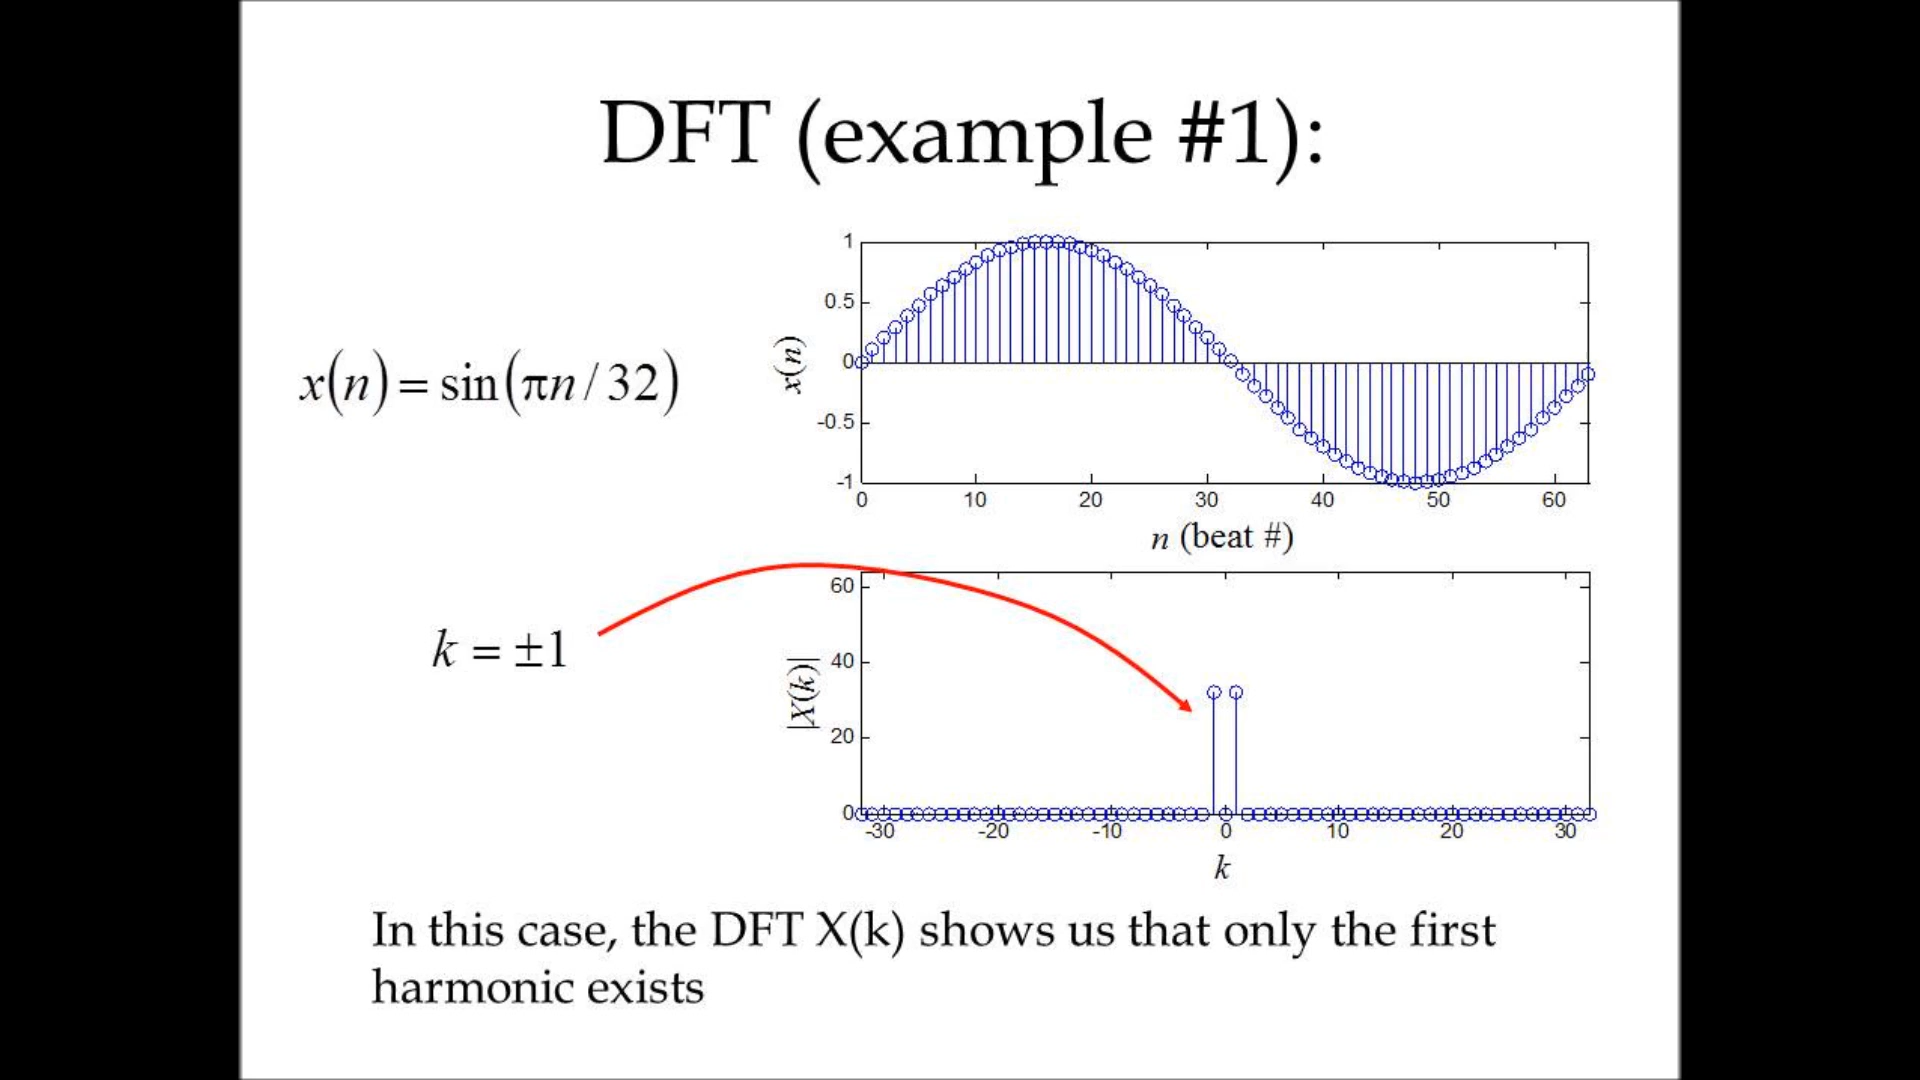 DFT (example #1):
x(n) = sin(πn/32)
x(n)
1
0.5
0
-0.5
-1
0 10 20 30 40 50 60
n (beat #)
k = ±1
|X(k)|
60
40
20
0
-30 -20 -10 0 10 20 30
k
In this case, the DFT X(k) shows us that only the first
harmonic exists